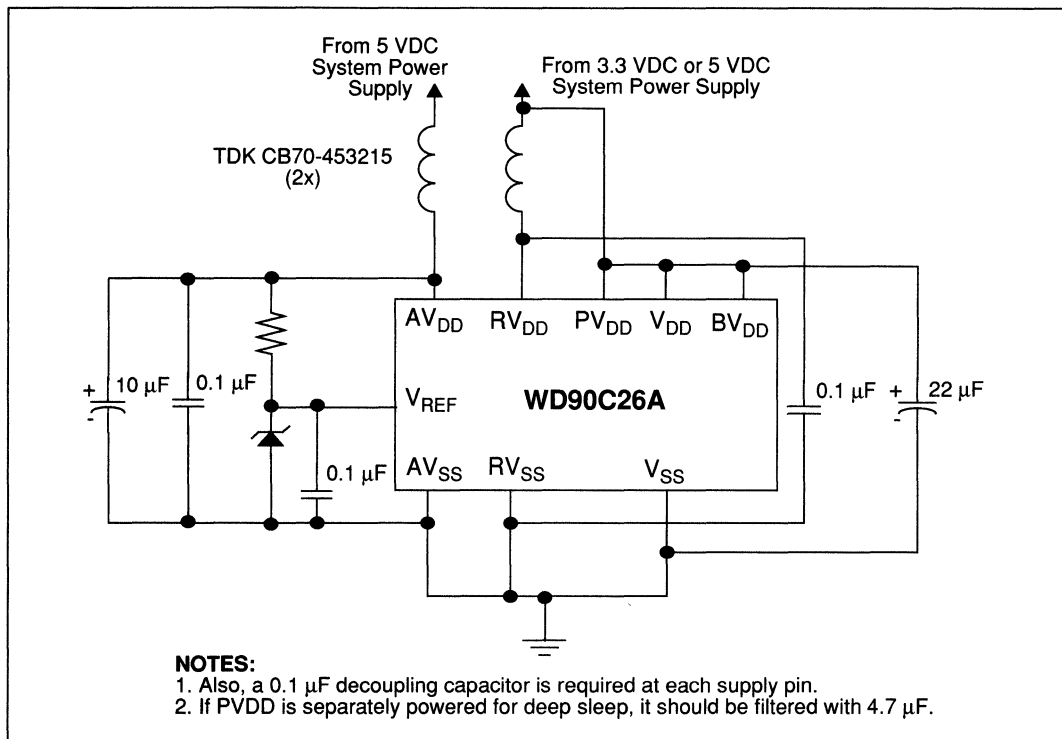 From 5 VDC
System Power
Supply
From 3.3 VDC or 5 VDC
System Power Supply
TDK CB70-453215
(2x)
AVDD
RVDD
PVDD
VDD
BVDD
+
10 µF
-
0.1 µF
VREF
WD90C26A
0.1 µF
+
22 µF
-
0.1 µF
AVSS
RVSS
VSS
NOTES:
1. Also, a 0.1 µF decoupling capacitor is required at each supply pin.
2. If PVDD is separately powered for deep sleep, it should be filtered with 4.7 µF.